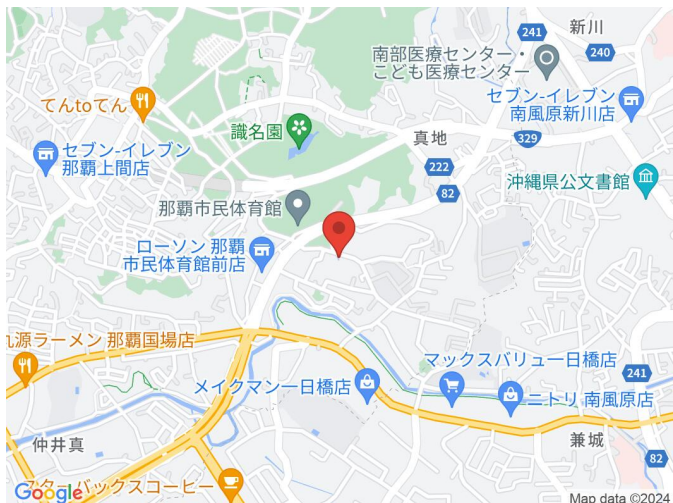 241
新川
240
南部医療センター・
こども医療センター
てんtoてん
セブン-イレブン
南風原新川店
識名園
真地
329
セブン-イレブン
那覇上間店
222
82
沖縄県公文書館
那覇市民体育館
ローソン 那覇
市民体育館前店
丸源ラーメン 那覇国場店
マックスバリュ一日橋店
メイクマン一日橋店
241
ニトリ 南風原店
仲井真
兼城
82
スターバックスコーヒー
Google
Map data ©2024